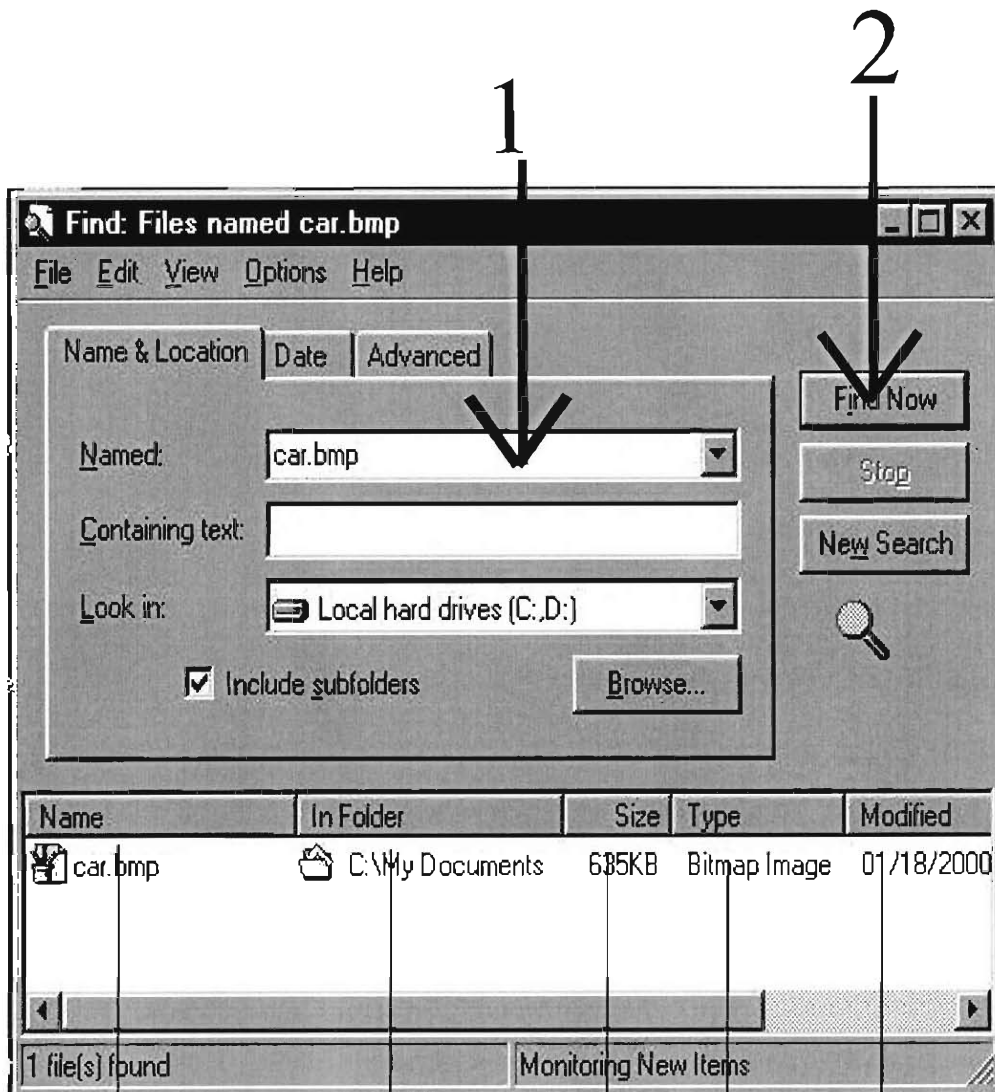 2
1
Find: Files named car.bmp
File Edit View Options Help
Name & Location Date Advanced
Find Now
Named: car.bmp
Stop
Containing text:
New Search
Look in: Local hard drives (C:,D:)
Include subfolders Browse...
Name In Folder Size Type Modified
car.bmp C:\My Documents 635KB Bitmap Image 01/18/2000
1 file(s) found Monitoring New Items